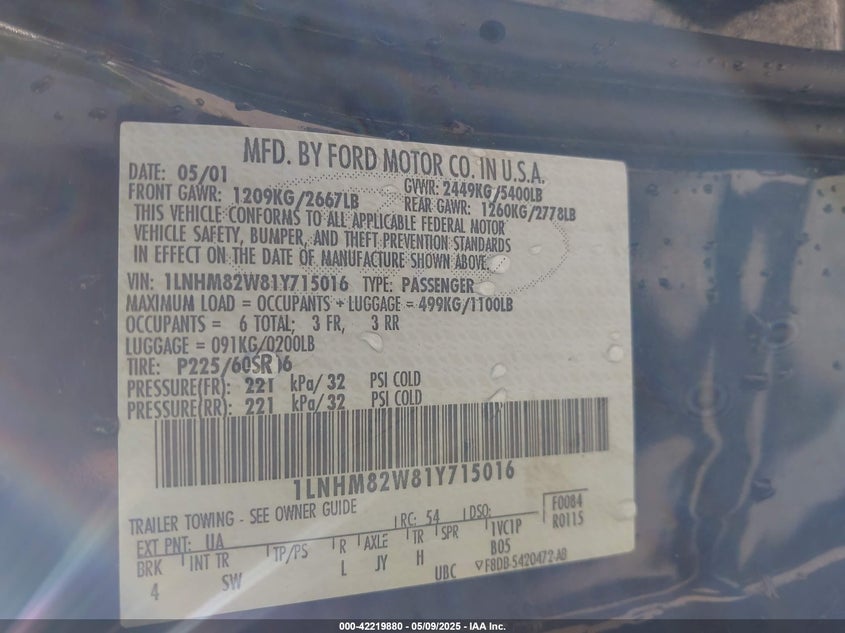 MFD. BY FORD MOTOR CO. IN U.S.A.
DATE: 05/01 GVWR: 2449KG/5400LB
FRONT GAWR: 1209KG/2667LB REAR GAWR: 1260KG/2778LB
THIS VEHICLE CONFORMS TO ALL APPLICABLE FEDERAL MOTOR
VEHICLE SAFETY, BUMPER, AND THEFT PREVENTION STANDARDS
IN EFFECT ON THE DATE OF MANUFACTURE SHOWN ABOVE.
VIN: 1LNHM82W81Y715016 TYPE: PASSENGER
MAXIMUM LOAD = OCCUPANTS + LUGGAGE = 499KG/1100LB
OCCUPANTS = 6 TOTAL; 3 FR, 3 RR
LUGGAGE = 091KG/0200LB
TIRE: P225/60SR16
PRESSURE(FR): 221 kPa/ 32 PSI COLD
PRESSURE(RR): 221 kPa/ 32 PSI COLD
1LNHM82W81Y715016
TRAILER TOWING - SEE OWNER GUIDE
EXT PNT: UA RC: 54 DSO: F0084
R0115
BRK INT TR TP/PS R AXLE TR SPR 1VC1P
4 SW L JY H UBC B05
F8DB-5420472-AB
000-42219880 - 05/09/2025 - IAA Inc.